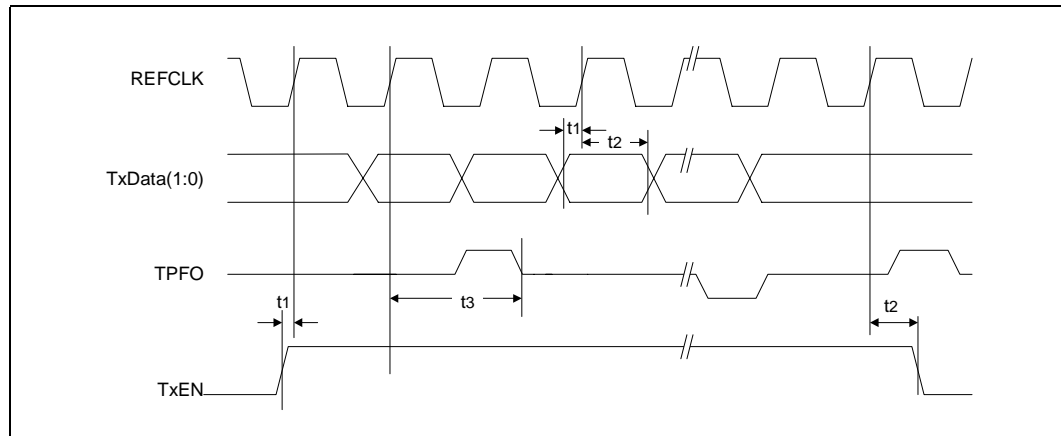 REFCLK
t1
t2
TxData(1:0)
TPFO
t1
t3
t2
TxEN